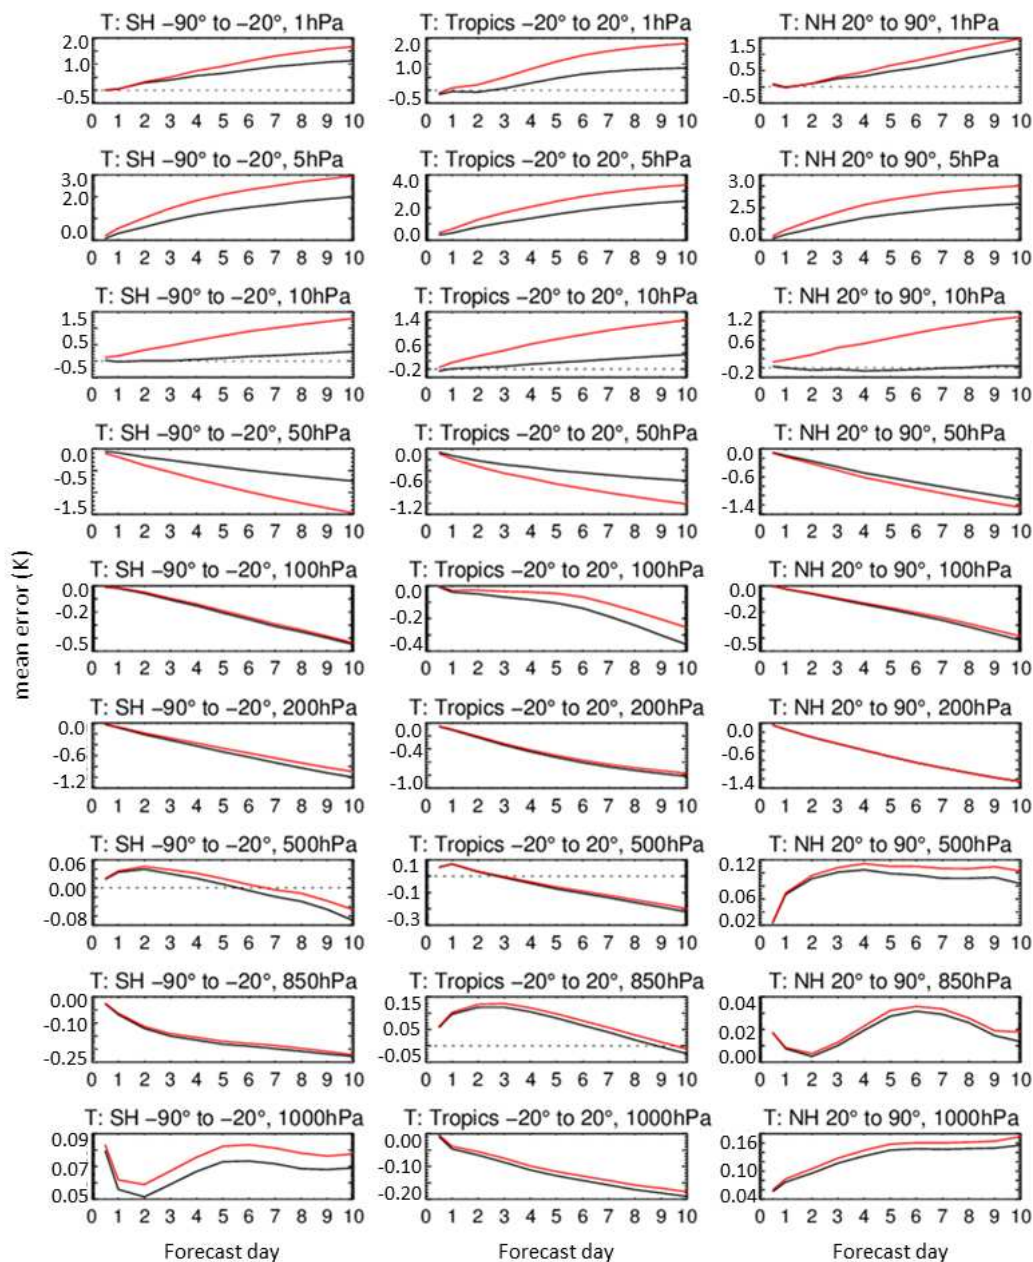 T: SH −90° to −20°, 1hPa T: Tropics −20° to 20°, 1hPa T: NH 20° to 90°, 1hPa
2.0 2.0 1.5
1.0 1.0 0.5
-0.5 -0.5 -0.5
0 1 2 3 4 5 6 7 8 9 10 0 1 2 3 4 5 6 7 8 9 10 0 1 2 3 4 5 6 7 8 9 10
T: SH −90° to −20°, 5hPa T: Tropics −20° to 20°, 5hPa T: NH 20° to 90°, 5hPa
3.0 4.0 3.0
2.0 2.0 2.5
0.0 0.0 0.0
0 1 2 3 4 5 6 7 8 9 10 0 1 2 3 4 5 6 7 8 9 10 0 1 2 3 4 5 6 7 8 9 10
T: SH −90° to −20°, 10hPa T: Tropics −20° to 20°, 10hPa T: NH 20° to 90°, 10hPa
1.5 1.4 1.2
0.5 0.6 0.6
-0.5 -0.2 -0.2
0 1 2 3 4 5 6 7 8 9 10 0 1 2 3 4 5 6 7 8 9 10 0 1 2 3 4 5 6 7 8 9 10
T: SH −90° to −20°, 50hPa T: Tropics −20° to 20°, 50hPa T: NH 20° to 90°, 50hPa
0.0 0.0 0.0
-0.5 -0.6 -0.6
-1.5 -1.2 -1.4
0 1 2 3 4 5 6 7 8 9 10 0 1 2 3 4 5 6 7 8 9 10 0 1 2 3 4 5 6 7 8 9 10
mean error (K)
T: SH −90° to −20°, 100hPa T: Tropics −20° to 20°, 100hPa T: NH 20° to 90°, 100hPa
0.0 0.0 0.0
-0.2 -0.2 -0.2
-0.5 -0.4 -0.5
0 1 2 3 4 5 6 7 8 9 10 0 1 2 3 4 5 6 7 8 9 10 0 1 2 3 4 5 6 7 8 9 10
T: SH −90° to −20°, 200hPa T: Tropics −20° to 20°, 200hPa T: NH 20° to 90°, 200hPa
0.0 0.0 0.0
-0.6 -0.4 -0.6
-1.2 -1.0 -1.4
0 1 2 3 4 5 6 7 8 9 10 0 1 2 3 4 5 6 7 8 9 10 0 1 2 3 4 5 6 7 8 9 10
T: SH −90° to −20°, 500hPa T: Tropics −20° to 20°, 500hPa T: NH 20° to 90°, 500hPa
0.06 0.1 0.12
0.00 -0.1 0.06
-0.08 -0.3 0.02
0 1 2 3 4 5 6 7 8 9 10 0 1 2 3 4 5 6 7 8 9 10 0 1 2 3 4 5 6 7 8 9 10
T: SH −90° to −20°, 850hPa T: Tropics −20° to 20°, 850hPa T: NH 20° to 90°, 850hPa
0.00 0.15 0.04
-0.10 0.05 0.02
-0.25 -0.05 0.00
0 1 2 3 4 5 6 7 8 9 10 0 1 2 3 4 5 6 7 8 9 10 0 1 2 3 4 5 6 7 8 9 10
T: SH −90° to −20°, 1000hPa T: Tropics −20° to 20°, 1000hPa T: NH 20° to 90°, 1000hPa
0.09 0.00 0.16
0.07 -0.10 0.10
0.05 -0.20 0.04
0 1 2 3 4 5 6 7 8 9 10 0 1 2 3 4 5 6 7 8 9 10 0 1 2 3 4 5 6 7 8 9 10
Forecast day Forecast day Forecast day